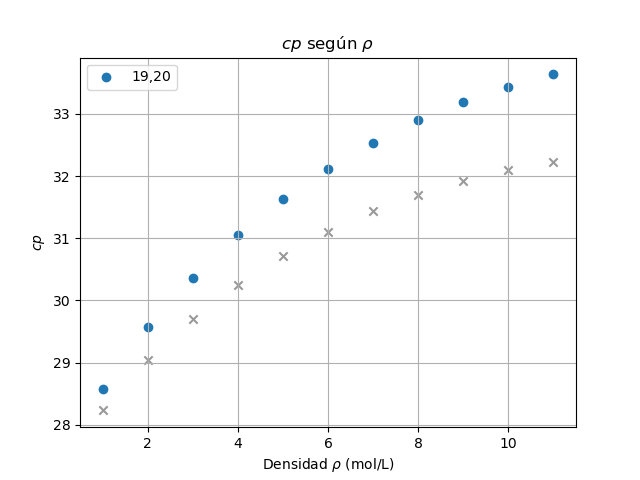 cp según ρ
19,20
33
32
31
30
29
28
cp
2 4 6 8 10
Densidad ρ (mol/L)